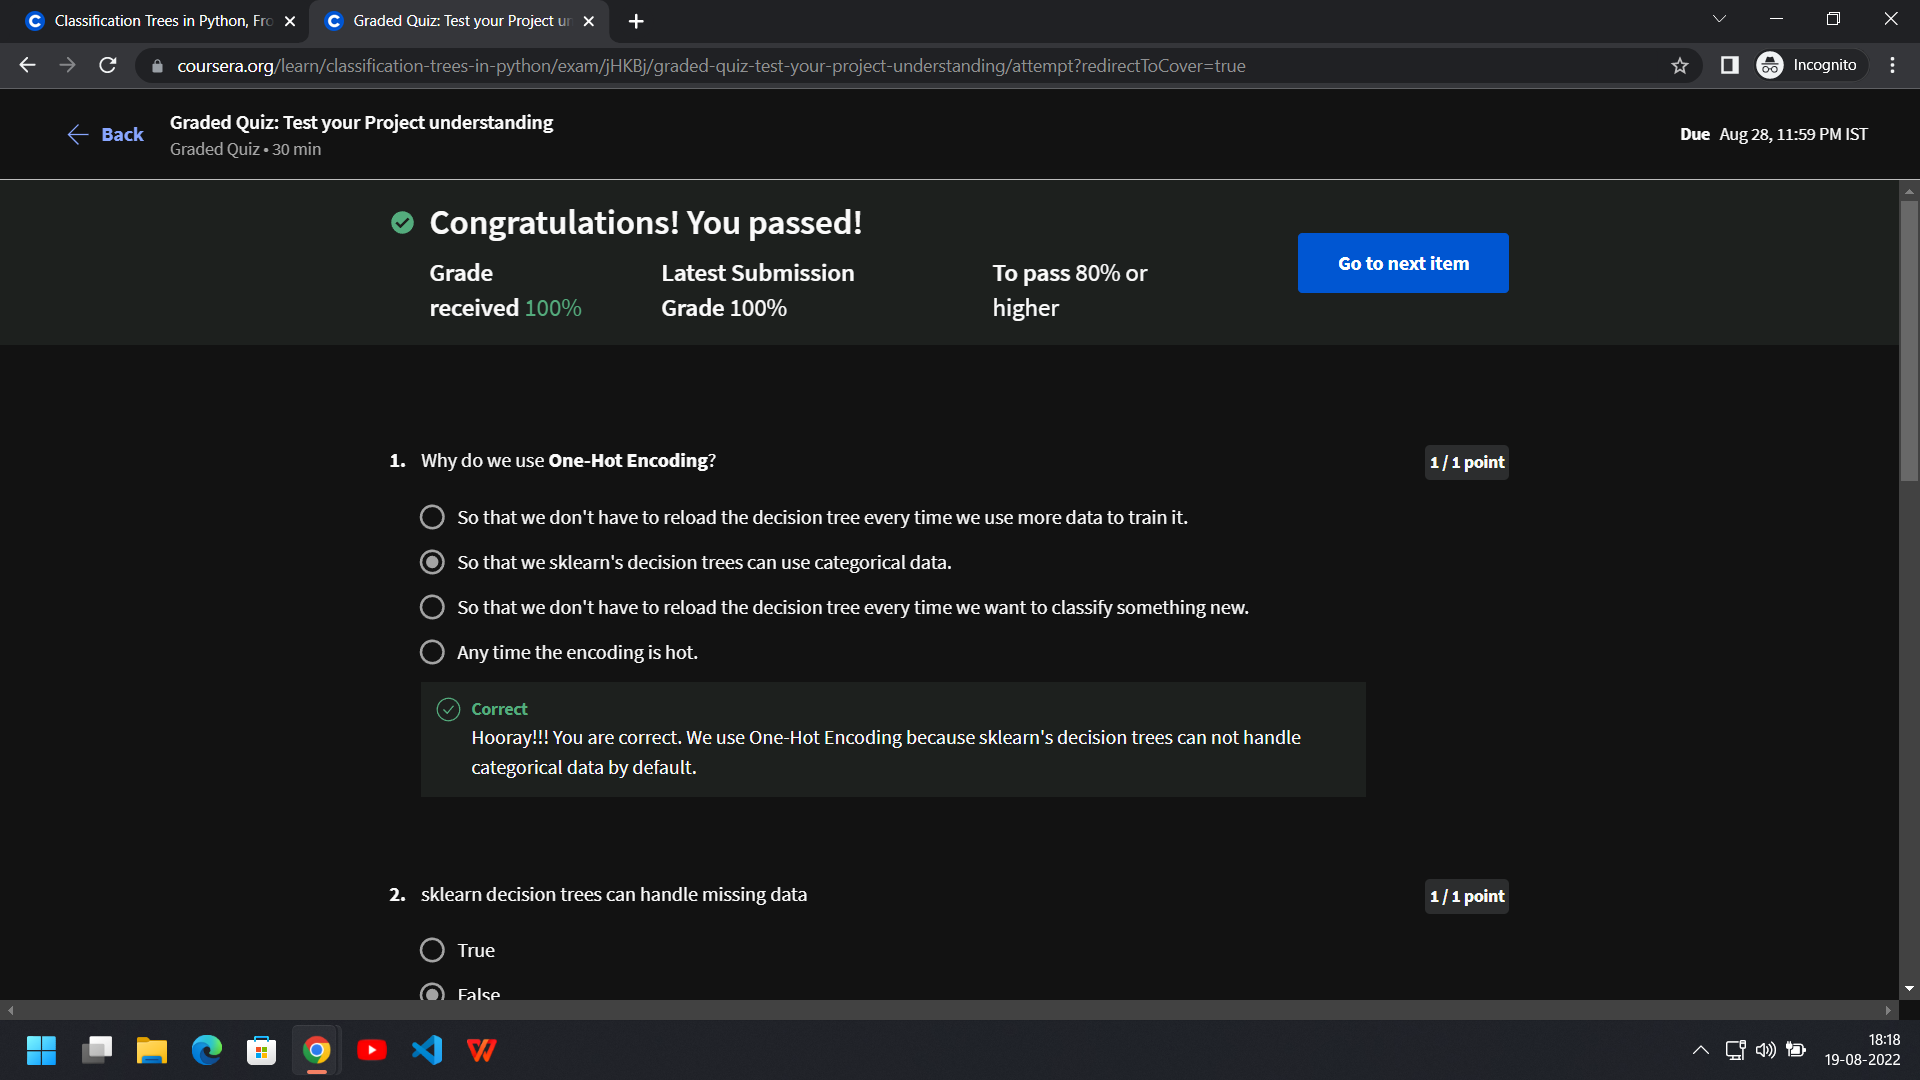 Classification Trees in Python, Fro
Graded Quiz: Test your Project un
coursera.org/learn/classification-trees-in-python/exam/jHKBj/graded-quiz-test-your-project-understanding/attempt?redirectToCover=true
Incognito
Back
Graded Quiz: Test your Project understanding
Graded Quiz • 30 min
Due Aug 28, 11:59 PM IST
Congratulations! You passed!
Grade received 100%
Latest Submission Grade 100%
To pass 80% or higher
Go to next item
1. Why do we use One-Hot Encoding?
1 / 1 point
So that we don't have to reload the decision tree every time we use more data to train it.
So that we sklearn's decision trees can use categorical data.
So that we don't have to reload the decision tree every time we want to classify something new.
Any time the encoding is hot.
Correct
Hooray!!! You are correct. We use One-Hot Encoding because sklearn's decision trees can not handle
categorical data by default.
2. sklearn decision trees can handle missing data
1 / 1 point
True
False
18:18
19-08-2022